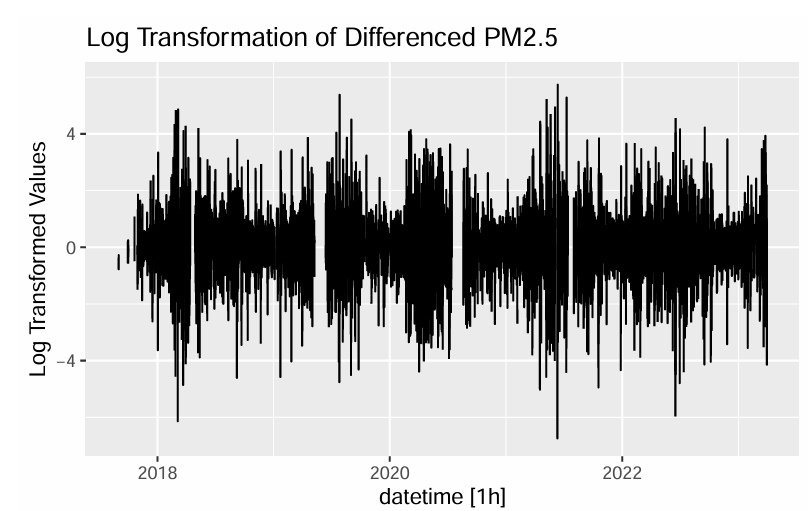 Log Transformation of Differenced PM2.5
Log Transformed Values
4
0
−4
2018
2020
2022
datetime [1h]